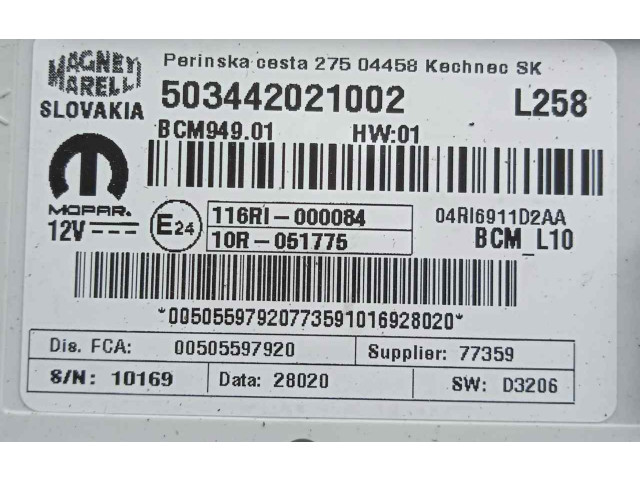 MAGNETI MARELLI
Perinska cesta 275 04458 Kechnec SK
SLOVAKIA
503442021002 L258
BCM949.01 HW:01
MOPAR.
12V
E24
116RI-000084
10R-051775
04RI6911D2AA
BCM_L10
*00505597920773591016928020*
Dis. FCA: 00505597920 Supplier: 77359
S/N: 10169 Data: 28020 SW: D3206